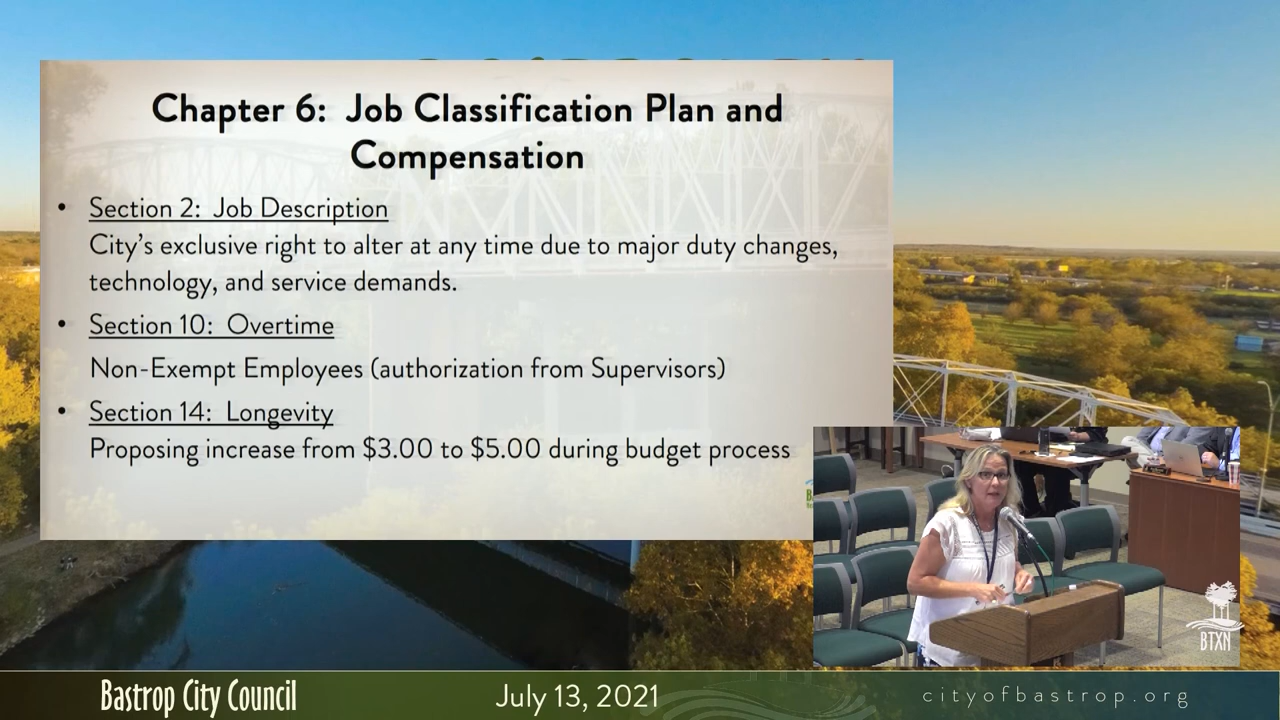 Chapter 6: Job Classification Plan and
Compensation
• Section 2: Job Description
City's exclusive right to alter at any time due to major duty changes,
technology, and service demands.
• Section 10: Overtime
Non-Exempt Employees (authorization from Supervisors)
• Section 14: Longevity
Proposing increase from $3.00 to $5.00 during budget process
BTXN
Bastrop City Council
July 13, 2021
cityofbastrop.org